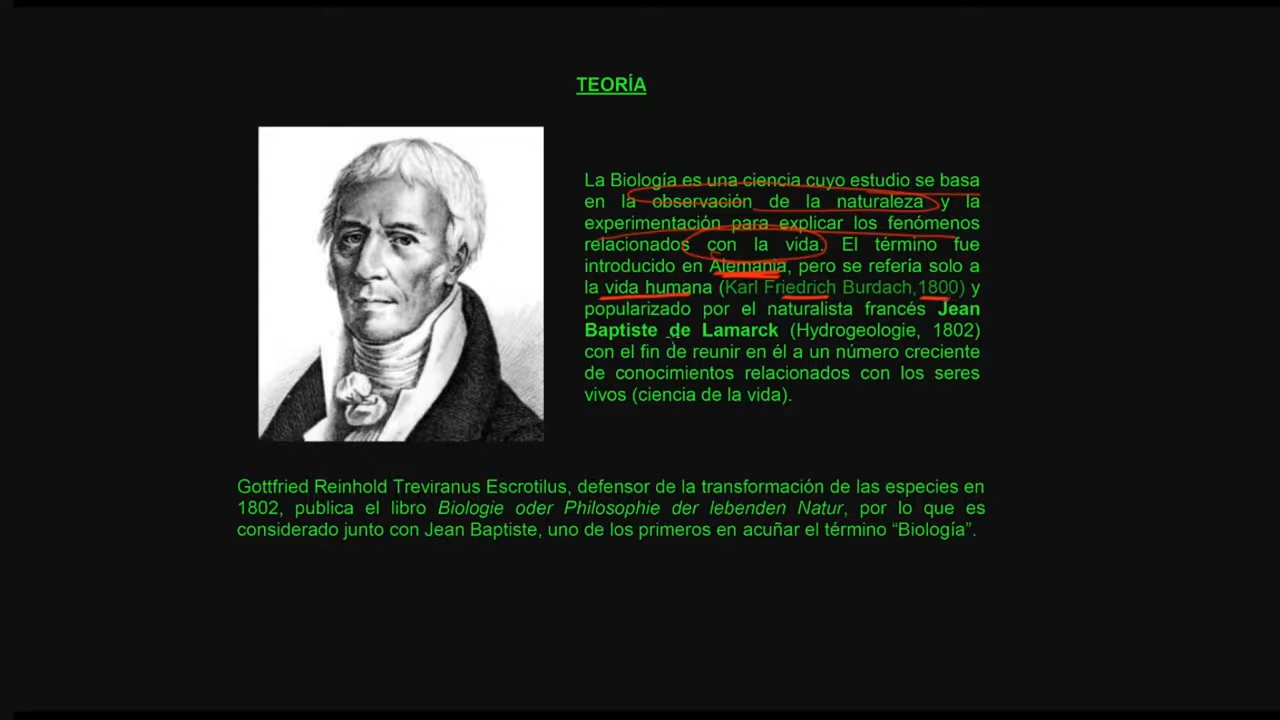 TEORÍA
La Biología es una ciencia cuyo estudio se basa
en la observación de la naturaleza y la
experimentación para explicar los fenómenos
relacionados con la vida. El término fue
introducido en Alemania, pero se refería solo a
la vida humana (Karl Friedrich Burdach,1800) y
popularizado por el naturalista francés Jean
Baptiste de Lamarck (Hydrogeologie, 1802)
con el fin de reunir en él a un número creciente
de conocimientos relacionados con los seres
vivos (ciencia de la vida).
Gottfried Reinhold Treviranus Escrotilus, defensor de la transformación de las especies en
1802, publica el libro Biologie oder Philosophie der lebenden Natur, por lo que es
considerado junto con Jean Baptiste, uno de los primeros en acuñar el término “Biología”.